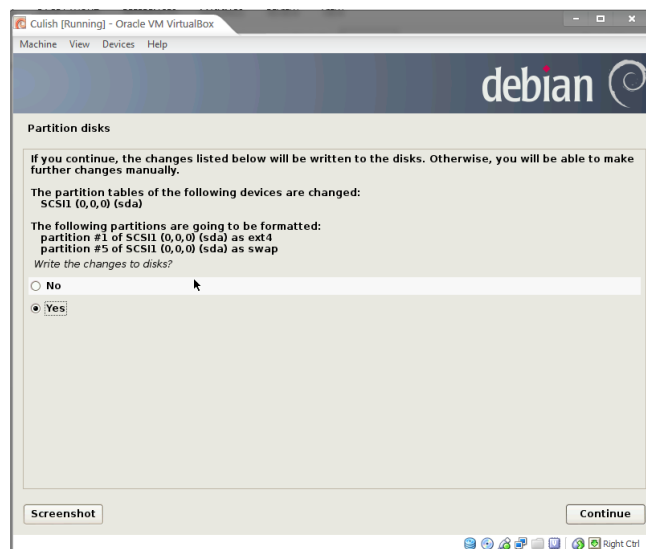 Culish [Running] - Oracle VM VirtualBox
Machine View Devices Help
debian
Partition disks
If you continue, the changes listed below will be written to the disks. Otherwise, you will be able to make
further changes manually.
The partition tables of the following devices are changed:
SCSI1 (0,0,0) (sda)
The following partitions are going to be formatted:
partition #1 of SCSI1 (0,0,0) (sda) as ext4
partition #5 of SCSI1 (0,0,0) (sda) as swap
Write the changes to disks?
No
Yes
Screenshot
Continue
Right Ctrl